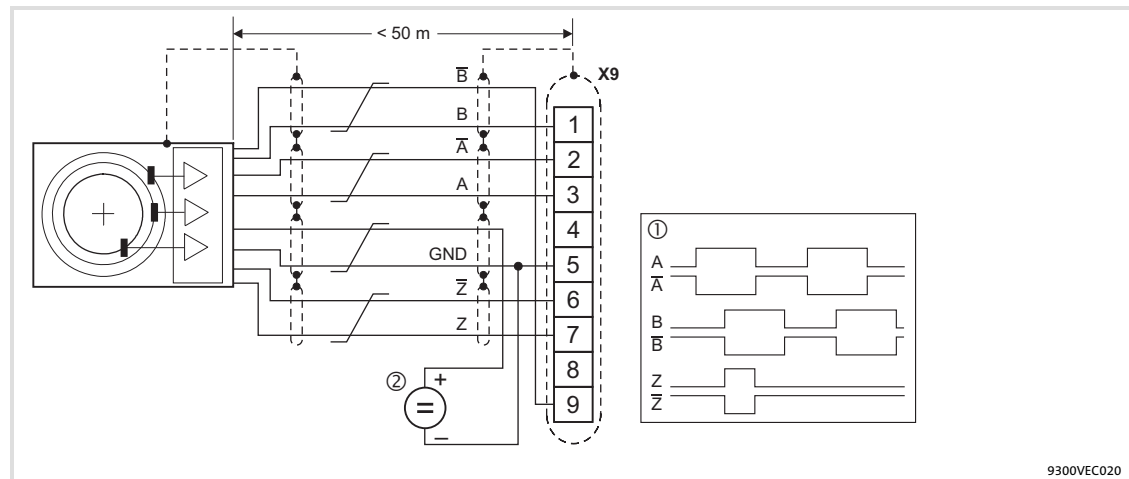 < 50 m
X9
B̅
B
A̅
A
GND
Z̅
Z
1
2
3
4
5
6
7
8
9
②
+
=
–
①
A
A̅
B
B̅
Z
Z̅
9300VEC020